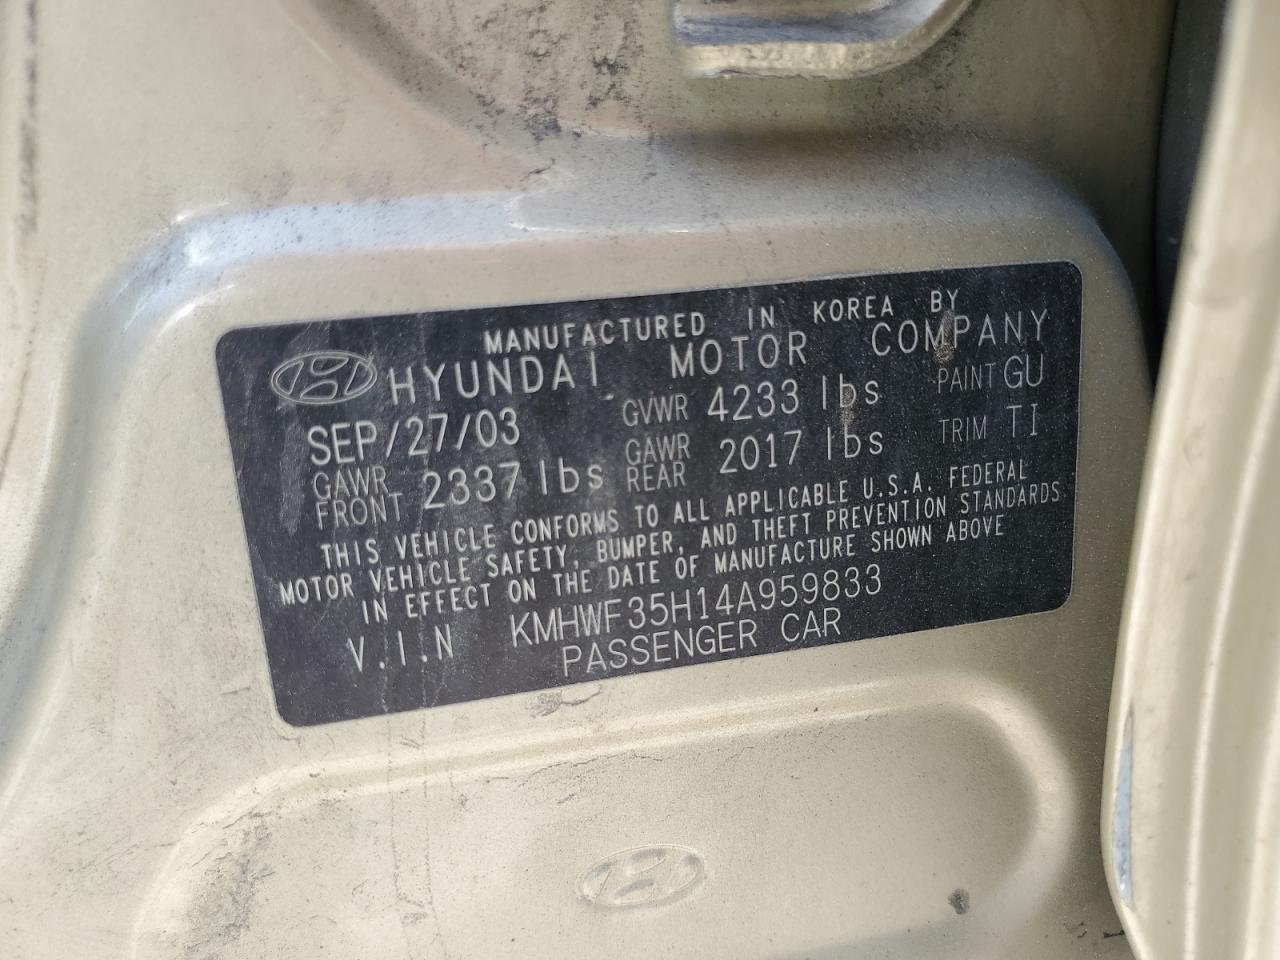 MANUFACTURED IN KOREA BY
HYUNDAI MOTOR COMPANY
SEP/27/03 GVWR 4233 lbs PAINT GU
GAWR FRONT 2337 lbs GAWR REAR 2017 lbs TRIM TI
THIS VEHICLE CONFORMS TO ALL APPLICABLE U.S.A. FEDERAL
MOTOR VEHICLE SAFETY, BUMPER, AND THEFT PREVENTION STANDARDS
IN EFFECT ON THE DATE OF MANUFACTURE SHOWN ABOVE
V.I.N KMHWF35H14A959833
PASSENGER CAR